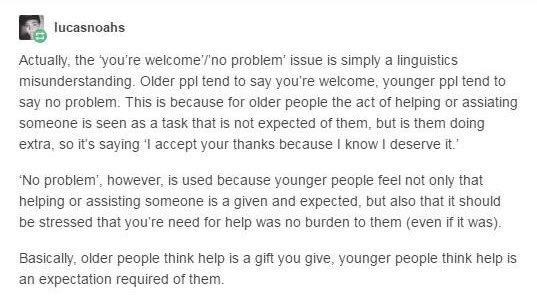 lucasnoahs
Actually, the 'you're welcome'/'no problem' issue is simply a linguistics
misunderstanding. Older ppl tend to say you're welcome, younger ppl tend to
say no problem. This is because for older people the act of helping or assiating
someone is seen as a task that is not expected of them, but is them doing
extra, so it's saying 'I accept your thanks because I know I deserve it.'
'No problem', however, is used because younger people feel not only that
helping or assisting someone is a given and expected, but also that it should
be stressed that you're need for help was no burden to them (even if it was).
Basically, older people think help is a gift you give, younger people think help is
an expectation required of them.